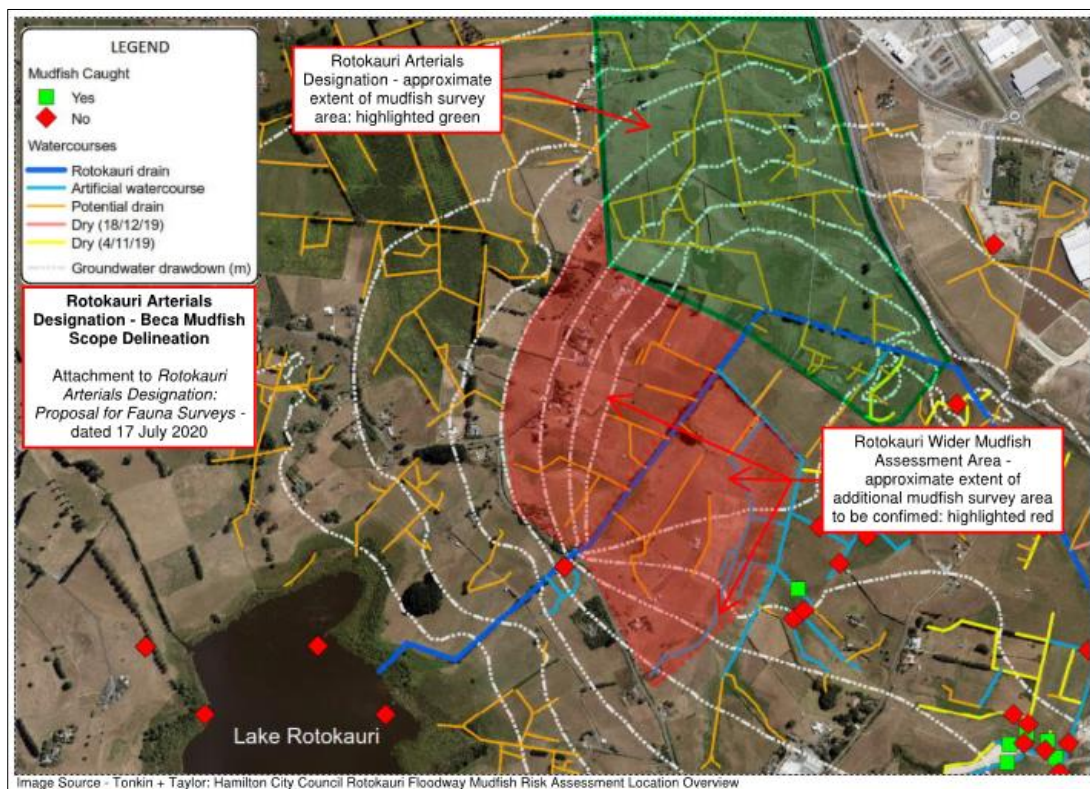 LEGEND
Mudfish Caught
Yes
No
Watercourses
Rotokauri drain
Artificial watercourse
Potential drain
Dry (18/12/19)
Dry (4/11/19)
Groundwater drawdown (m)
Rotokauri Arterials
Designation - Beca Mudfish
Scope Delineation
Attachment to Rotokauri
Arterials Designation:
Proposal for Fauna Surveys -
dated 17 July 2020
Rotokauri Arterials
Designation - approximate
extent of mudfish survey
area: highlighted green
Rotokauri Wider Mudfish
Assessment Area -
approximate extent of
additional mudfish survey area
to be confimed: highlighted red
Lake Rotokauri
Image Source - Tonkin + Taylor: Hamilton City Council Rotokauri Floodway Mudfish Risk Assessment Location Overview